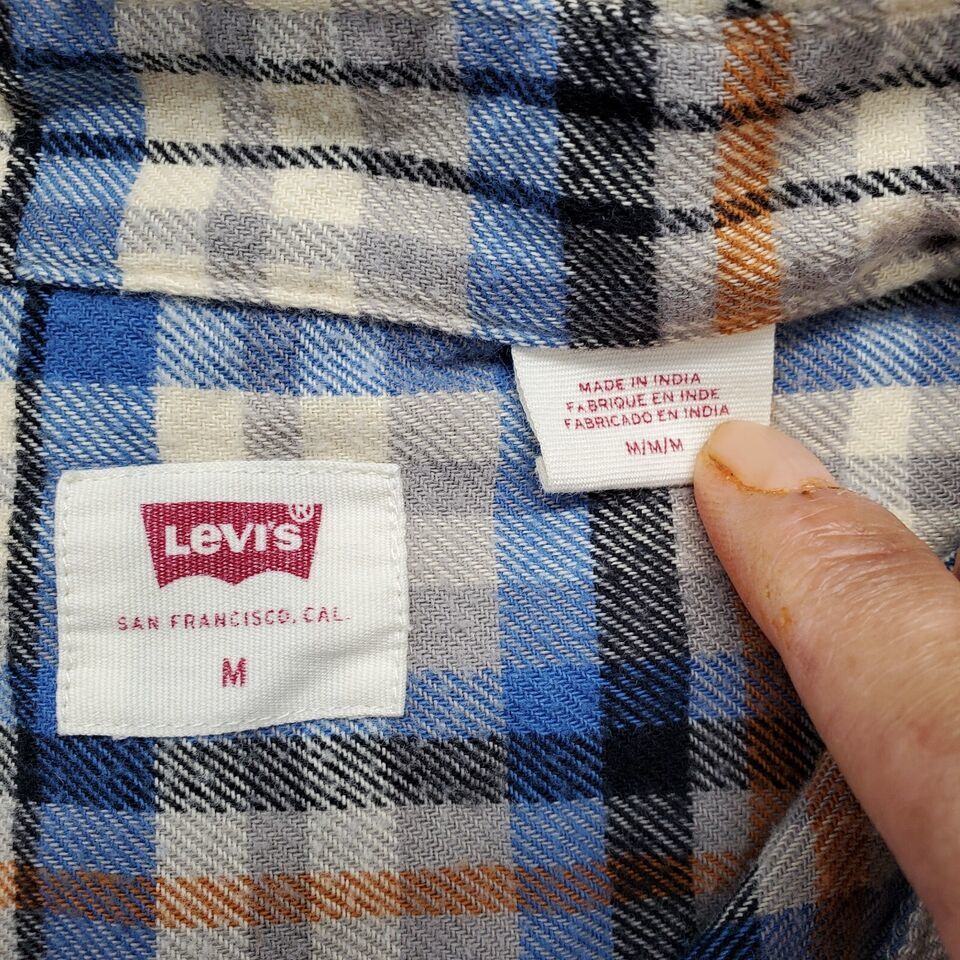 MADE IN INDIA
FABRIQUE EN INDE
FABRICADO EN INDIA
M/M/M
Levi's®
SAN FRANCISCO, CAL.
M